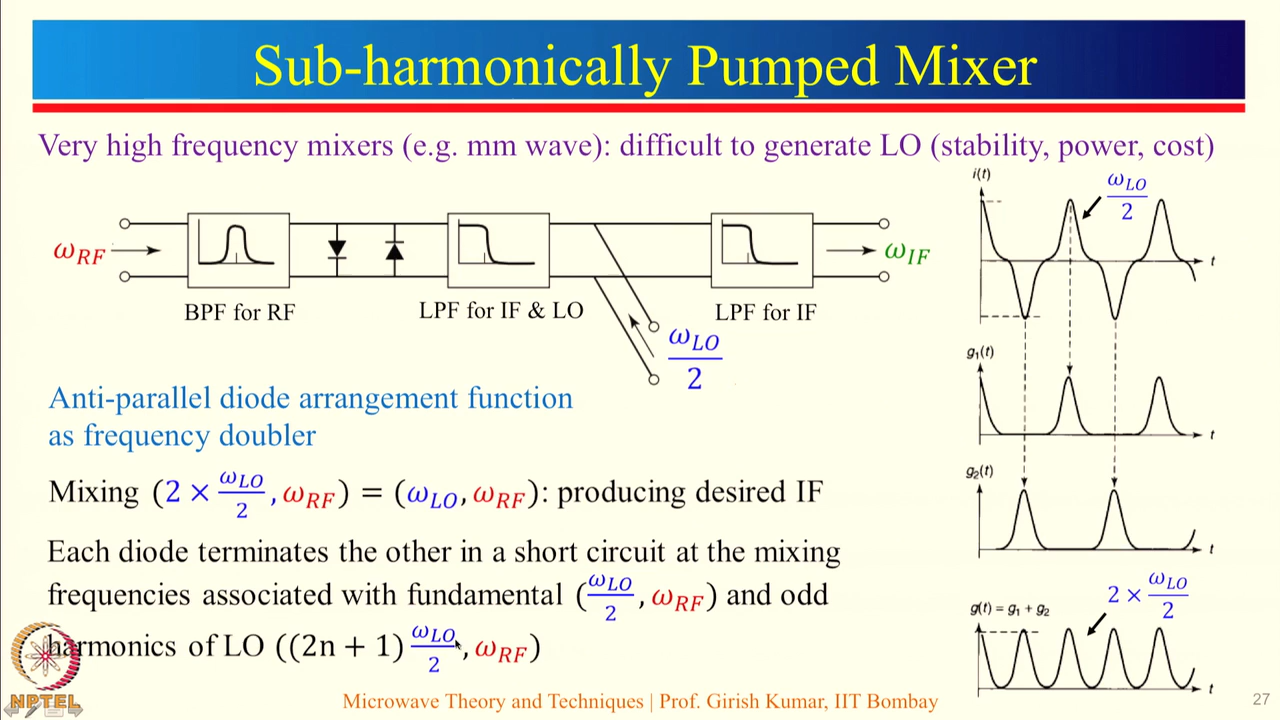 Sub-harmonically Pumped Mixer
Very high frequency mixers (e.g. mm wave): difficult to generate LO (stability, power, cost)
ω_RF
BPF for RF
LPF for IF & LO
ω_LO/2
LPF for IF
ω_IF
i(t)
ω_LO/2
t
g₁(t)
t
g₂(t)
t
g(t) = g₁ + g₂
2 × ω_LO/2
t
Anti-parallel diode arrangement function
as frequency doubler
Mixing (2 × ω_LO/2, ω_RF) = (ω_LO, ω_RF): producing desired IF
Each diode terminates the other in a short circuit at the mixing
frequencies associated with fundamental (ω_LO/2, ω_RF) and odd
harmonics of LO ((2n + 1) ω_LO/2, ω_RF)
NPTEL
Microwave Theory and Techniques | Prof. Girish Kumar, IIT Bombay
27